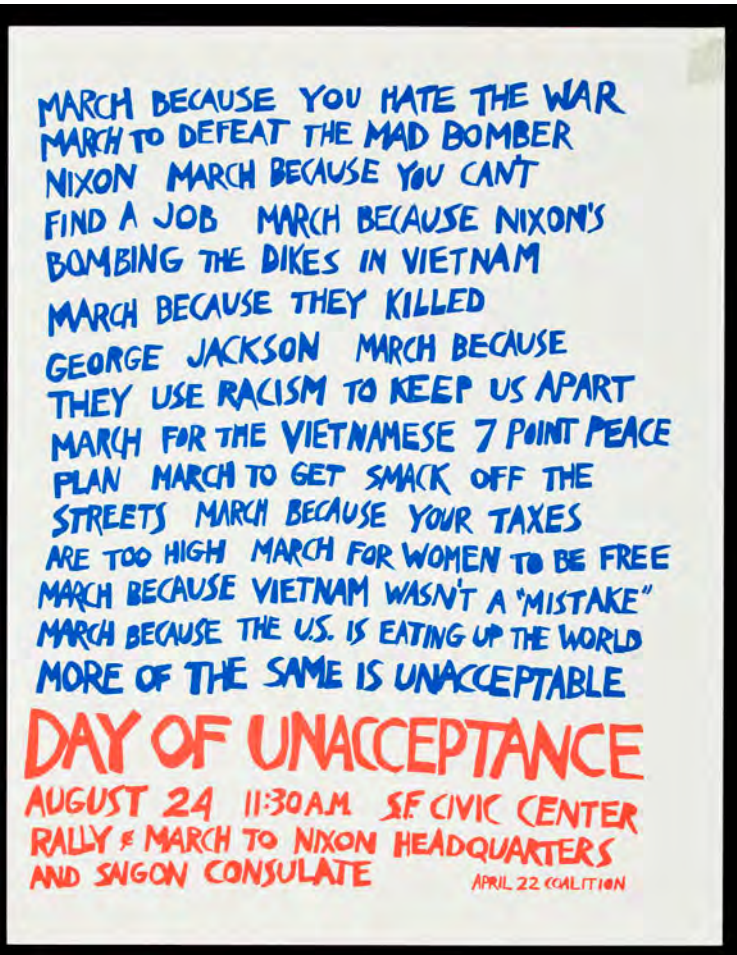 MARCH BECAUSE YOU HATE THE WAR
MARCH TO DEFEAT THE MAD BOMBER
NIXON MARCH BECAUSE YOU CAN'T
FIND A JOB MARCH BECAUSE NIXON'S
BOMBING THE DIKES IN VIETNAM
MARCH BECAUSE THEY KILLED
GEORGE JACKSON MARCH BECAUSE
THEY USE RACISM TO KEEP US APART
MARCH FOR THE VIETNAMESE 7 POINT PEACE
PLAN MARCH TO GET SMACK OFF THE
STREETS MARCH BECAUSE YOUR TAXES
ARE TOO HIGH MARCH FOR WOMEN TO BE FREE
MARCH BECAUSE VIETNAM WASN'T A "MISTAKE"
MARCH BECAUSE THE U.S. IS EATING UP THE WORLD
MORE OF THE SAME IS UNACCEPTABLE
DAY OF UNACCEPTANCE
AUGUST 24 11:30 A.M. S.F. CIVIC CENTER
RALLY & MARCH TO NIXON HEADQUARTERS
AND SAIGON CONSULATE APRIL 22 COALITION